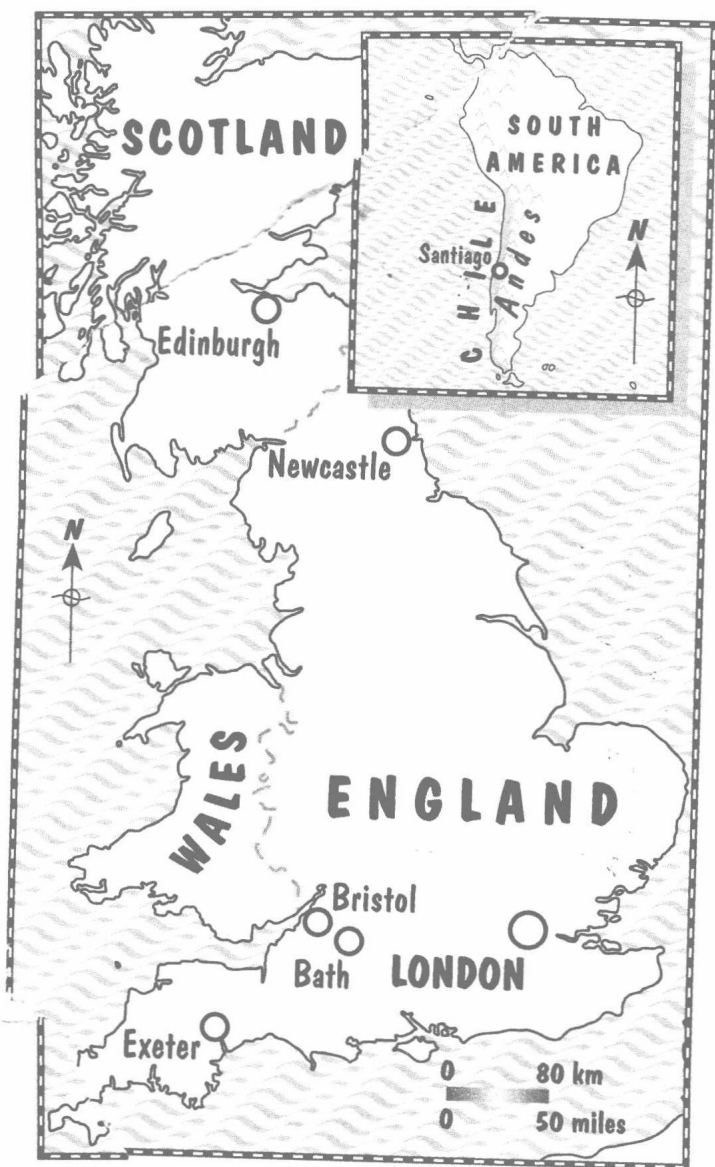 SCOTLAND
SOUTH
AMERICA
CHILE
Andes
Santiago
N
Edinburgh
Newcastle
N
WALES
ENGLAND
Bristol
Bath
LONDON
Exeter
0 80 km
0 50 miles